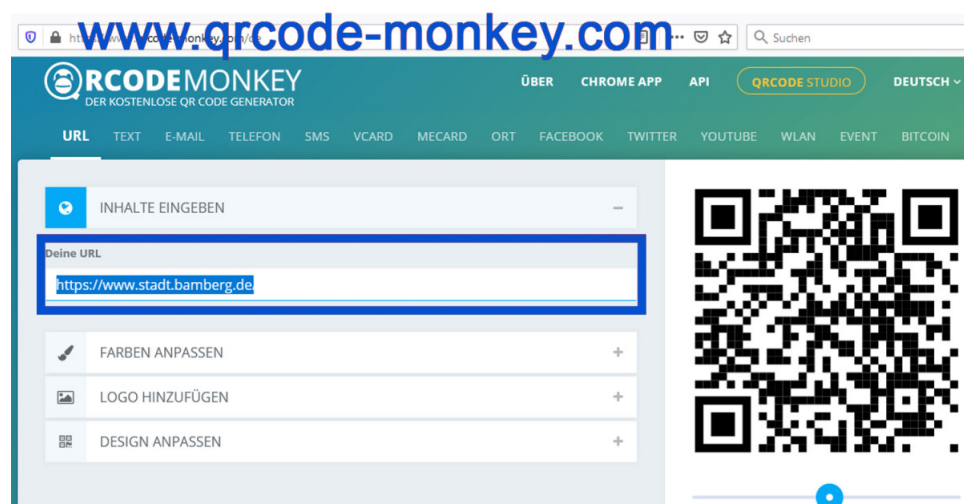 www.qrcode-monkey.com
Suchen
QRCODEMONKEY
DER KOSTENLOSE QR CODE GENERATOR
ÜBER CHROME APP API QRCODE STUDIO DEUTSCH
URL TEXT E-MAIL TELEFON SMS VCARD MECARD ORT FACEBOOK TWITTER YOUTUBE WLAN EVENT BITCOIN
INHALTE EINGEBEN
Deine URL
https://www.stadt.bamberg.de
FARBEN ANPASSEN
LOGO HINZUFÜGEN
DESIGN ANPASSEN